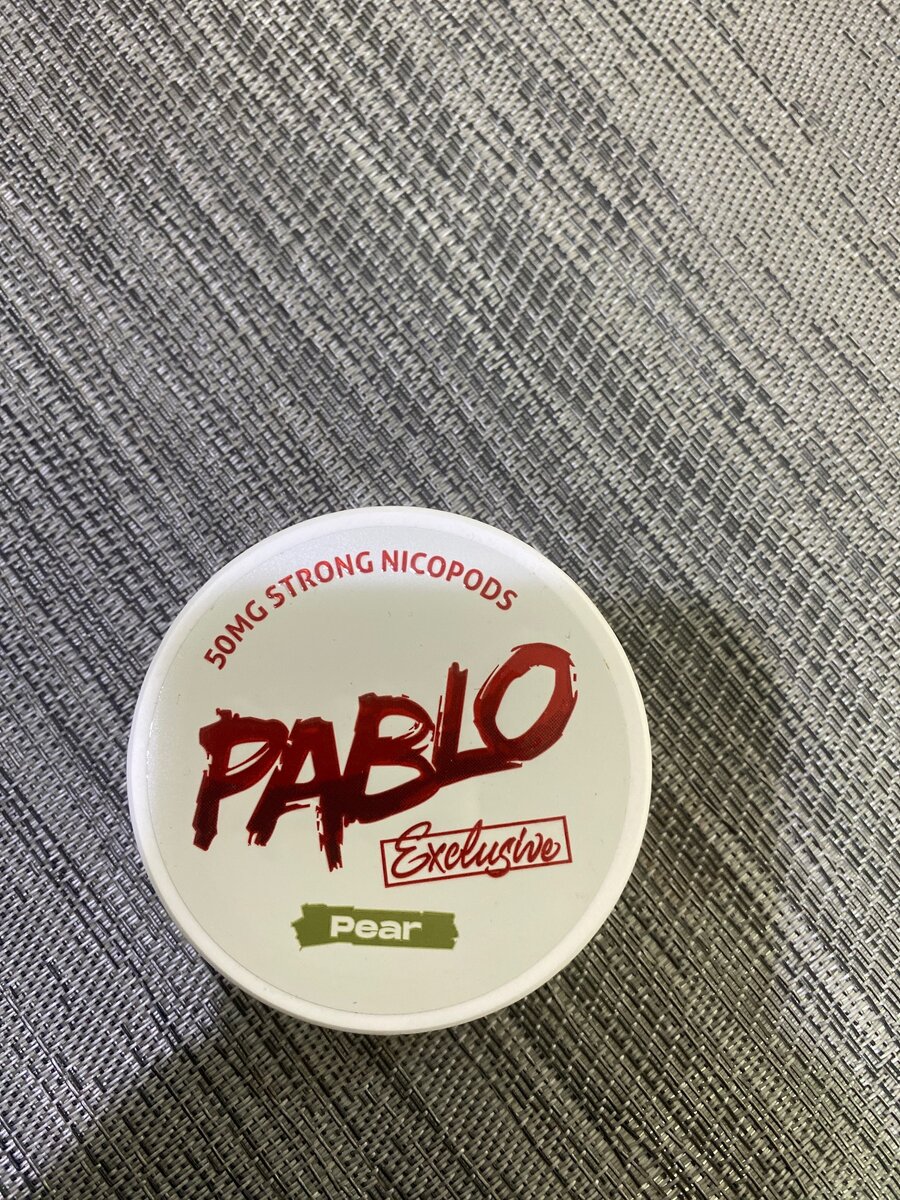 50MG STRONG NICOPODS
PABLO
Exclusive
Pear